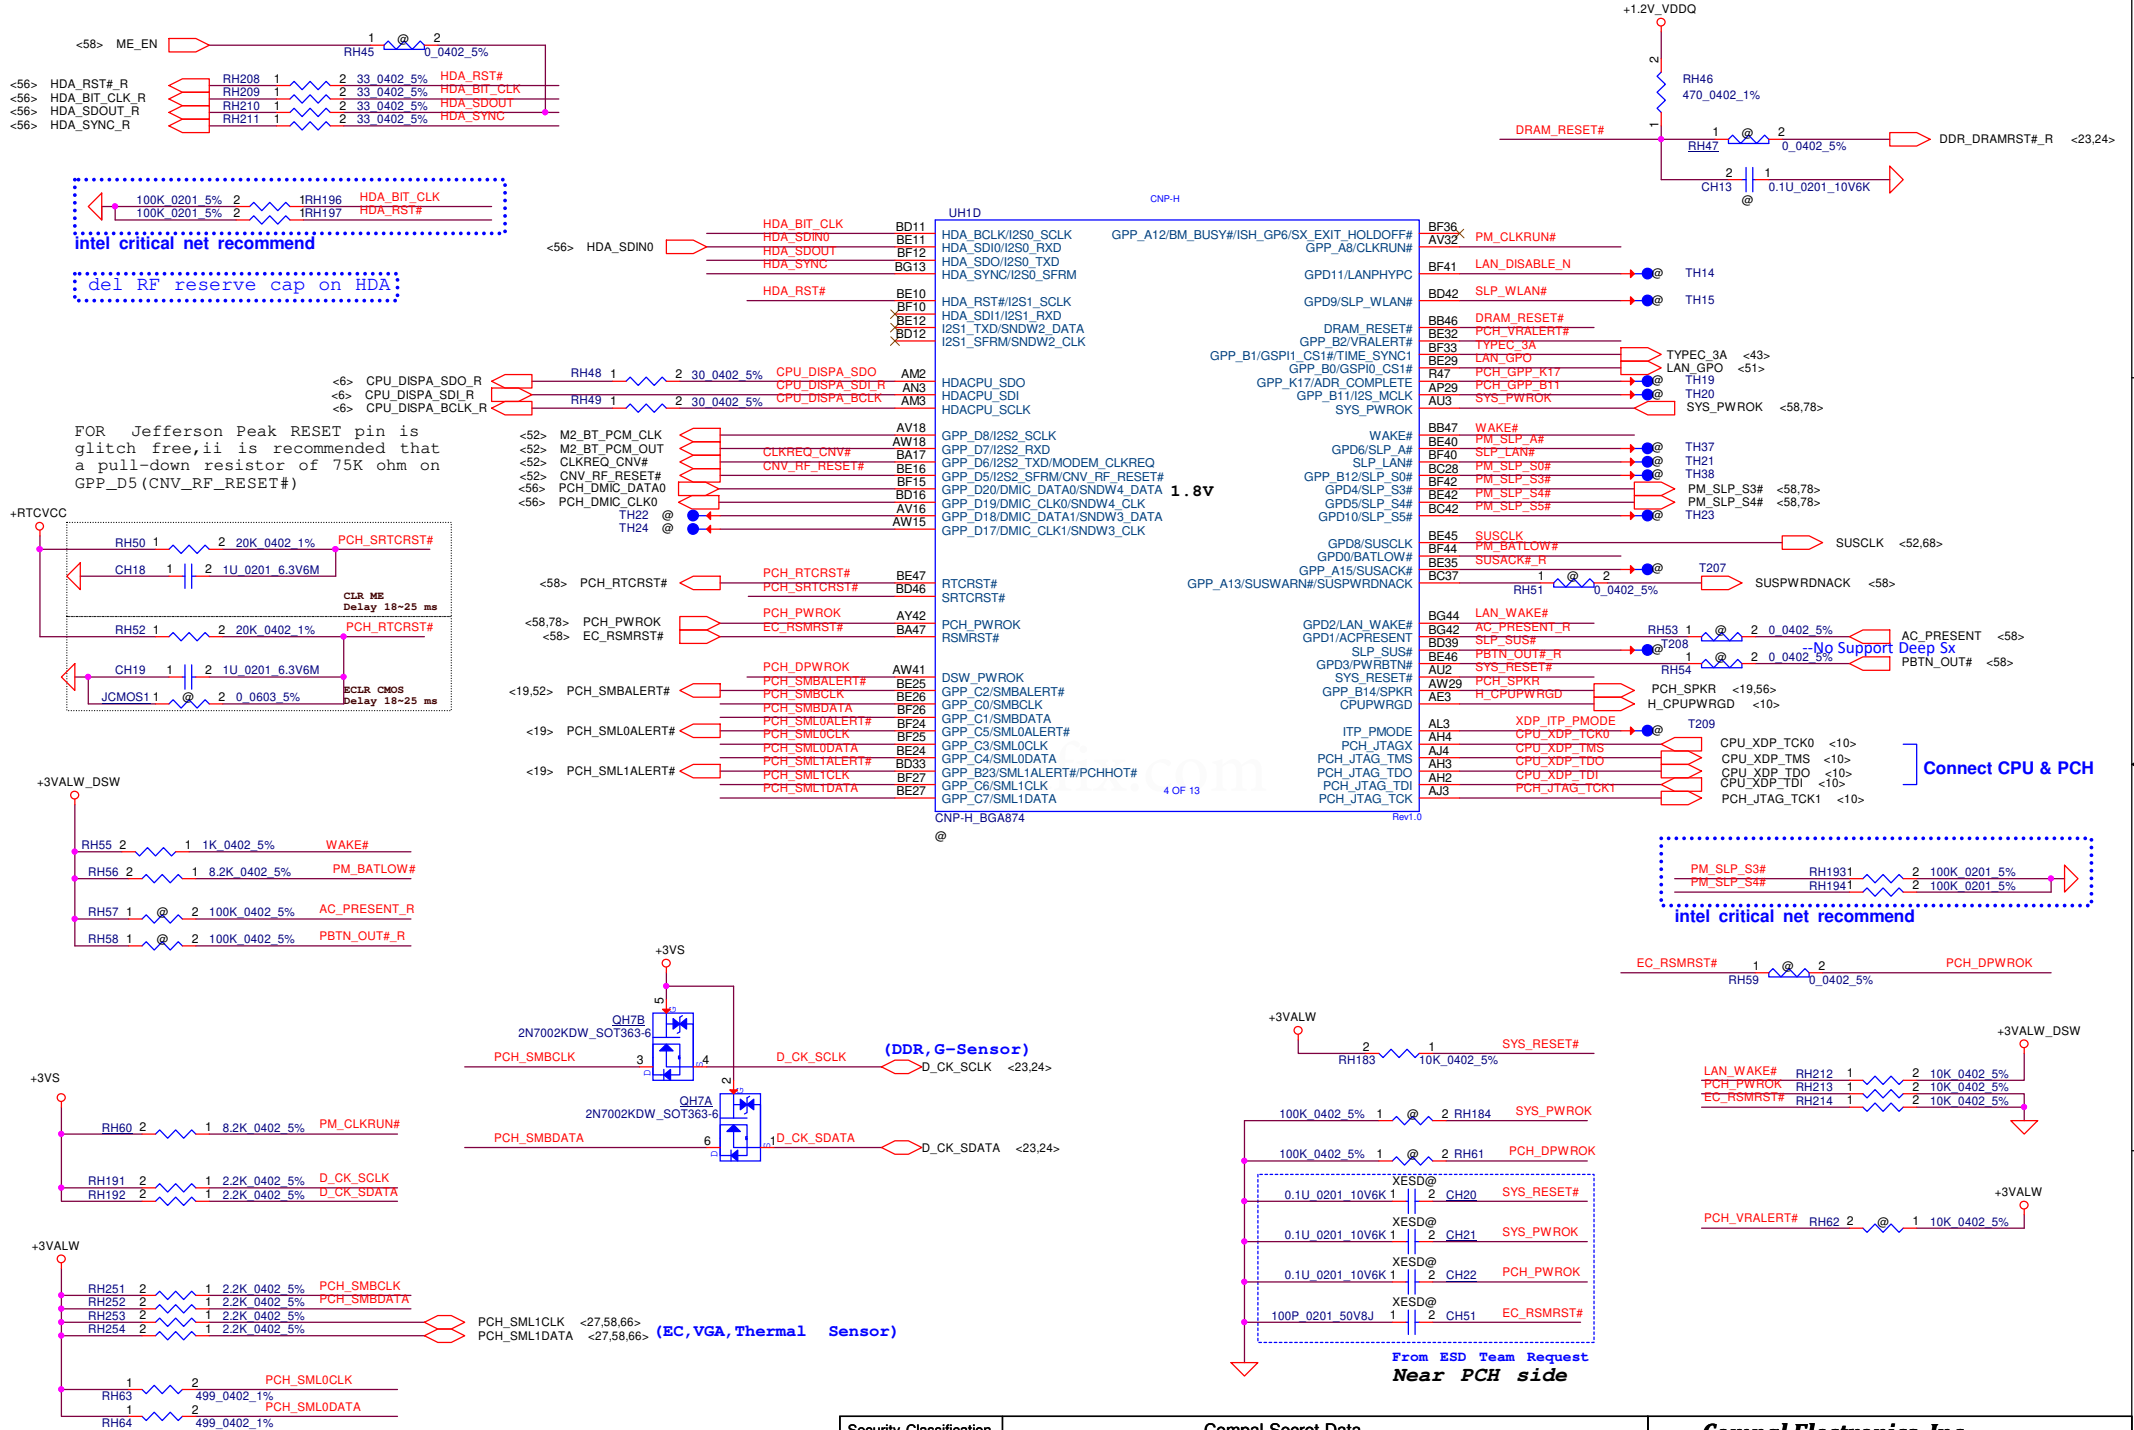 <58> ME_EN 1 @ 2
RH45 0_0402_5%
<56> HDA_RST#_R RH208 1 2 33_0402_5% HDA_RST#
<56> HDA_BIT_CLK_R RH209 1 2 33_0402_5% HDA_BIT_CLK
<56> HDA_SDOUT_R RH210 1 2 33_0402_5% HDA_SDOUT
<56> HDA_SYNC_R RH211 1 2 33_0402_5% HDA_SYNC
+1.2V_VDDQ
2
RH46
470_0402_1%
1
DRAM_RESET# 1 @ 2 DDR_DRAMRST#_R <23,24>
RH47 0_0402_5%
2 1
CH13 0.1U_0201_10V6K
@
100K_0201_5% 2 1RH196 HDA_BIT_CLK
100K_0201_5% 2 1RH197 HDA_RST#
intel critical net recommend
del RF reserve cap on HDA
CNP-H
UH1D
HDA_BIT_CLK BD11 HDA_BCLK/I2S0_SCLK
<56> HDA_SDIN0 HDA_SDIN0 BE11 HDA_SDI0/I2S0_RXD
HDA_SDOUT BF12 HDA_SDO/I2S0_TXD
HDA_SYNC BG13 HDA_SYNC/I2S0_SFRM
HDA_RST# BE10 HDA_RST#/I2S1_SCLK
BF10 HDA_SDI1/I2S1_RXD
BE12 I2S1_TXD/SNDW2_DATA
BD12 I2S1_SFRM/SNDW2_CLK
<6> CPU_DISPA_SDO_R RH48 1 2 30_0402_5% CPU_DISPA_SDO AM2 HDACPU_SDO
<6> CPU_DISPA_SDI_R CPU_DISPA_SDI_R AN3 HDACPU_SDI
<6> CPU_DISPA_BCLK_R RH49 1 2 30_0402_5% CPU_DISPA_BCLK AM3 HDACPU_SCLK
<52> M2_BT_PCM_CLK AV18 GPP_D8/I2S2_SCLK
<52> M2_BT_PCM_OUT AW18 GPP_D7/I2S2_RXD
<52> CLKREQ_CNV# CLKREQ_CNV# BA17 GPP_D6/I2S2_TXD/MODEM_CLKREQ
<52> CNV_RF_RESET# CNV_RF_RESET# BE16 GPP_D5/I2S2_SFRM/CNV_RF_RESET#
<56> PCH_DMIC_DATA0 BF15 GPP_D20/DMIC_DATA0/SNDW4_DATA 1.8V
<56> PCH_DMIC_CLK0 BD16 GPP_D19/DMIC_CLK0/SNDW4_CLK
TH22 @ AV16 GPP_D18/DMIC_DATA1/SNDW3_DATA
TH24 @ AW15 GPP_D17/DMIC_CLK1/SNDW3_CLK
<58> PCH_RTCRST# PCH_RTCRST# BE47 RTCRST#
PCH_SRTCRST# BD46 SRTCRST#
<58,78> PCH_PWROK PCH_PWROK AY42 PCH_PWROK
<58> EC_RSMRST# EC_RSMRST# BA47 RSMRST#
PCH_DPWROK AW41 DSW_PWROK
<19,52> PCH_SMBALERT# PCH_SMBALERT# BE25 GPP_C2/SMBALERT#
PCH_SMBCLK BE26 GPP_C0/SMBCLK
PCH_SMBDATA BF26 GPP_C1/SMBDATA
<19> PCH_SML0ALERT# PCH_SML0ALERT# BF24 GPP_C5/SML0ALERT#
PCH_SML0CLK BF25 GPP_C3/SML0CLK
PCH_SML0DATA BE24 GPP_C4/SML0DATA
<19> PCH_SML1ALERT# PCH_SML1ALERT# BD33 GPP_B23/SML1ALERT#/PCHHOT#
PCH_SML1CLK BF27 GPP_C6/SML1CLK
PCH_SML1DATA BE27 GPP_C7/SML1DATA
4 OF 13
CNP-H_BGA874
Rev1.0
@
GPP_A12/BM_BUSY#/ISH_GP6/SX_EXIT_HOLDOFF# BF36
GPP_A8/CLKRUN# AV32 PM_CLKRUN#
GPD11/LANPHYPC BF41 LAN_DISABLE_N @ TH14
GPD9/SLP_WLAN# BD42 SLP_WLAN# @ TH15
DRAM_RESET# BB46 DRAM_RESET#
GPP_B2/VRALERT# BE32 PCH_VRALERT#
GPP_B1/GSPI1_CS1#/TIME_SYNC1 BF33 TYPEC_3A TYPEC_3A <43>
GPP_B0/GSPI0_CS1# BE29 LAN_GPO LAN_GPO <51>
GPP_K17/ADR_COMPLETE R47 PCH_GPP_K17 @ TH19
GPP_B11/I2S_MCLK AP29 PCH_GPP_B11 @ TH20
SYS_PWROK AU3 SYS_PWROK SYS_PWROK <58,78>
WAKE# BB47 WAKE#
GPD6/SLP_A# BE40 PM_SLP_A# @ TH37
SLP_LAN# BF40 SLP_LAN# @ TH21
GPP_B12/SLP_S0# BC28 PM_SLP_S0# @ TH38
GPD4/SLP_S3# BF42 PM_SLP_S3# PM_SLP_S3# <58,78>
GPD5/SLP_S4# BE42 PM_SLP_S4# PM_SLP_S4# <58,78>
GPD10/SLP_S5# BC42 PM_SLP_S5# @ TH23
GPD8/SUSCLK BE45 SUSCLK SUSCLK <52,68>
GPD0/BATLOW# BF44 PM_BATLOW#
GPP_A15/SUSACK# BE35 SUSACK#_R @ T207
GPP_A13/SUSWARN#/SUSPWRDNACK BC37 RH51 1 @ 2 0_0402_5% SUSPWRDNACK <58>
GPD2/LAN_WAKE# BG44 LAN_WAKE#
GPD1/ACPRESENT BG42 AC_PRESENT_R RH53 1 @ 2 0_0402_5% AC_PRESENT <58>
SLP_SUS# BD39 SLP_SUS# @ T208 --No Support Deep Sx
GPD3/PWRBTN# BE46 PBTN_OUT#_R RH54 1 @ 2 0_0402_5% PBTN_OUT# <58>
SYS_RESET# AU2 SYS_RESET#
GPP_B14/SPKR AW29 PCH_SPKR PCH_SPKR <19,56>
CPUPWRGD AE3 H_CPUPWRGD H_CPUPWRGD <10>
ITP_PMODE AL3 XDP_ITP_PMODE @ T209
PCH_JTAGX AH4 CPU_XDP_TCK0 CPU_XDP_TCK0 <10>
PCH_JTAG_TMS AJ4 CPU_XDP_TMS CPU_XDP_TMS <10>
PCH_JTAG_TDO AH3 CPU_XDP_TDO CPU_XDP_TDO <10>
PCH_JTAG_TDI AH2 CPU_XDP_TDI CPU_XDP_TDI <10>
PCH_JTAG_TCK AJ3 PCH_JTAG_TCK1 PCH_JTAG_TCK1 <10>
Connect CPU & PCH
FOR Jefferson Peak RESET pin is
glitch free,ii is recommended that
a pull-down resistor of 75K ohm on
GPP_D5(CNV_RF_RESET#)
+RTCVCC
RH50 1 2 20K_0402_1% PCH_SRTCRST#
CH18 1 2 1U_0201_6.3V6M
CLR ME
Delay 18~25 ms
RH52 1 2 20K_0402_1% PCH_RTCRST#
CH19 1 2 1U_0201_6.3V6M
JCMOS1 1 @ 2 0_0603_5%
ECLR CMOS
Delay 18~25 ms
+3VALW_DSW
RH55 2 1 1K_0402_5% WAKE#
RH56 2 1 8.2K_0402_5% PM_BATLOW#
RH57 1 @ 2 100K_0402_5% AC_PRESENT_R
RH58 1 @ 2 100K_0402_5% PBTN_OUT#_R
PM_SLP_S3# RH1931 2 100K_0201_5%
PM_SLP_S4# RH1941 2 100K_0201_5%
intel critical net recommend
EC_RSMRST# 1 @ 2 PCH_DPWROK
RH59 0_0402_5%
+3VS
5
G
QH7B
2N7002KDW_SOT363-6
PCH_SMBCLK 3 D S 4 D_CK_SCLK D_CK_SCLK <23,24>
(DDR,G-Sensor)
2
G
QH7A
2N7002KDW_SOT363-6
PCH_SMBDATA 6 D S 1 D_CK_SDATA D_CK_SDATA <23,24>
+3VS
RH60 2 1 8.2K_0402_5% PM_CLKRUN#
RH191 2 1 2.2K_0402_5% D_CK_SCLK
RH192 2 1 2.2K_0402_5% D_CK_SDATA
+3VALW
RH251 2 1 2.2K_0402_5% PCH_SMBCLK
RH252 2 1 2.2K_0402_5% PCH_SMBDATA
RH253 2 1 2.2K_0402_5% PCH_SML1CLK <27,58,66>
RH254 2 1 2.2K_0402_5% PCH_SML1DATA <27,58,66>
(EC,VGA,Thermal Sensor)
1 2 PCH_SML0CLK
RH63 499_0402_1%
1 2 PCH_SML0DATA
RH64 499_0402_1%
+3VALW
2 1 SYS_RESET#
RH183 10K_0402_5%
100K_0402_5% 1 @ 2 RH184 SYS_PWROK
100K_0402_5% 1 @ 2 RH61 PCH_DPWROK
XESD@
0.1U_0201_10V6K 1 2 CH20 SYS_RESET#
XESD@
0.1U_0201_10V6K 1 2 CH21 SYS_PWROK
XESD@
0.1U_0201_10V6K 1 2 CH22 PCH_PWROK
XESD@
100P_0201_50V8J 1 2 CH51 EC_RSMRST#
From ESD Team Request
Near PCH side
+3VALW_DSW
LAN_WAKE# RH212 1 2 10K_0402_5%
PCH_PWROK RH213 1 2 10K_0402_5%
EC_RSMRST# RH214 1 2 10K_0402_5%
+3VALW
PCH_VRALERT# RH62 2 @ 1 10K_0402_5%
Security Classification Compal Secret Data Compal Electronics, Inc.